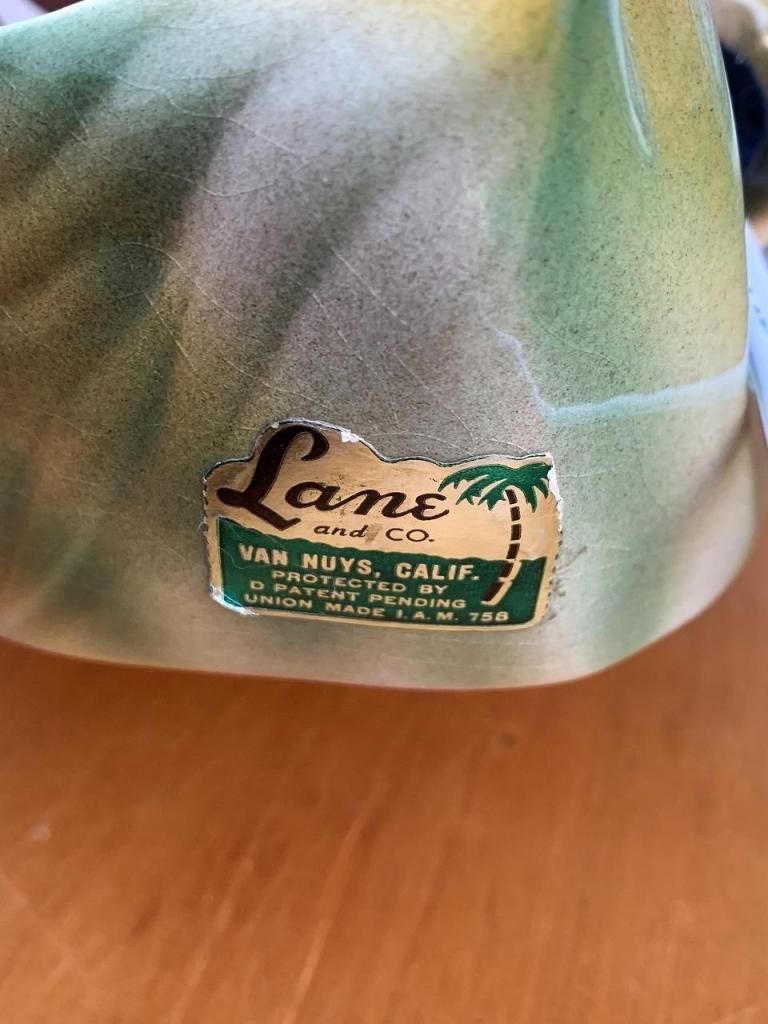 Lane
and CO.
VAN NUYS, CALIF.
PROTECTED BY
D PATENT PENDING
UNION MADE I.A.M. 758